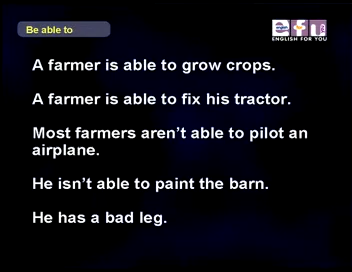 Be able to
efu
ENGLISH FOR YOU
A farmer is able to grow crops.
A farmer is able to fix his tractor.
Most farmers aren't able to pilot an
airplane.
He isn't able to paint the barn.
He has a bad leg.